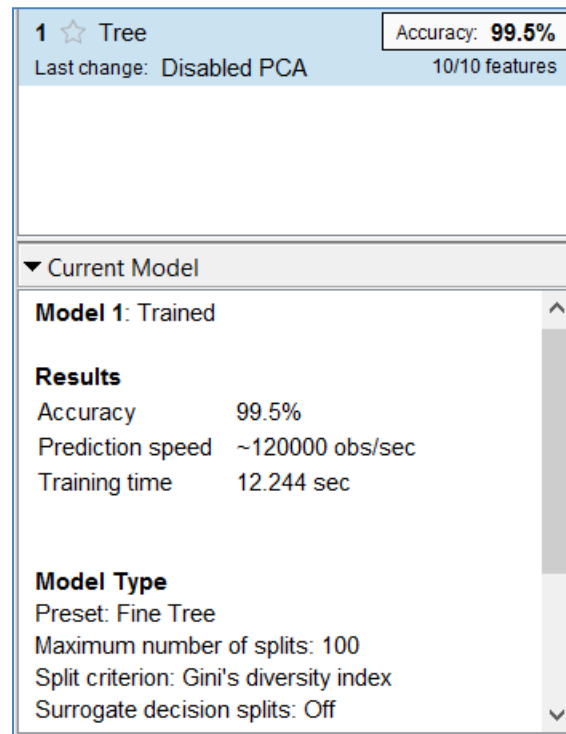 1 ☆ Tree Accuracy: 99.5%
Last change: Disabled PCA 10/10 features
Current Model
Model 1: Trained
Results
Accuracy 99.5%
Prediction speed ~120000 obs/sec
Training time 12.244 sec
Model Type
Preset: Fine Tree
Maximum number of splits: 100
Split criterion: Gini's diversity index
Surrogate decision splits: Off